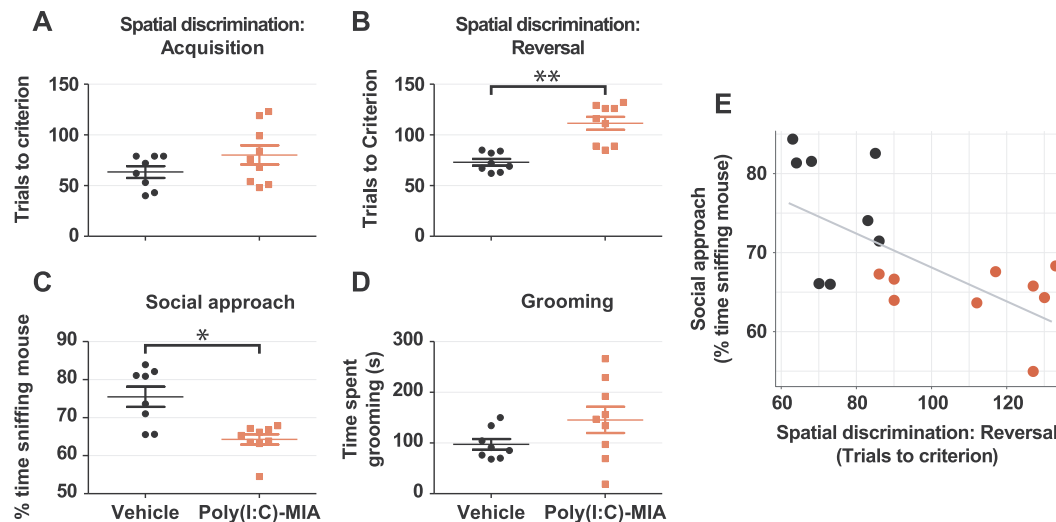 A
Spatial discrimination:
Acquisition
Trials to criterion
150
100
50
0
B
Spatial discrimination:
Reversal
**
Trials to Criterion
150
100
50
0
C
Social approach
*
% time sniffing mouse
90
80
70
60
50
Vehicle
Poly(I:C)-MIA
D
Grooming
Time spent
grooming (s)
300
200
100
0
Vehicle
Poly(I:C)-MIA
E
Social approach
(% time sniffing mouse)
80
70
60
60
80
100
120
Spatial discrimination: Reversal
(Trials to criterion)